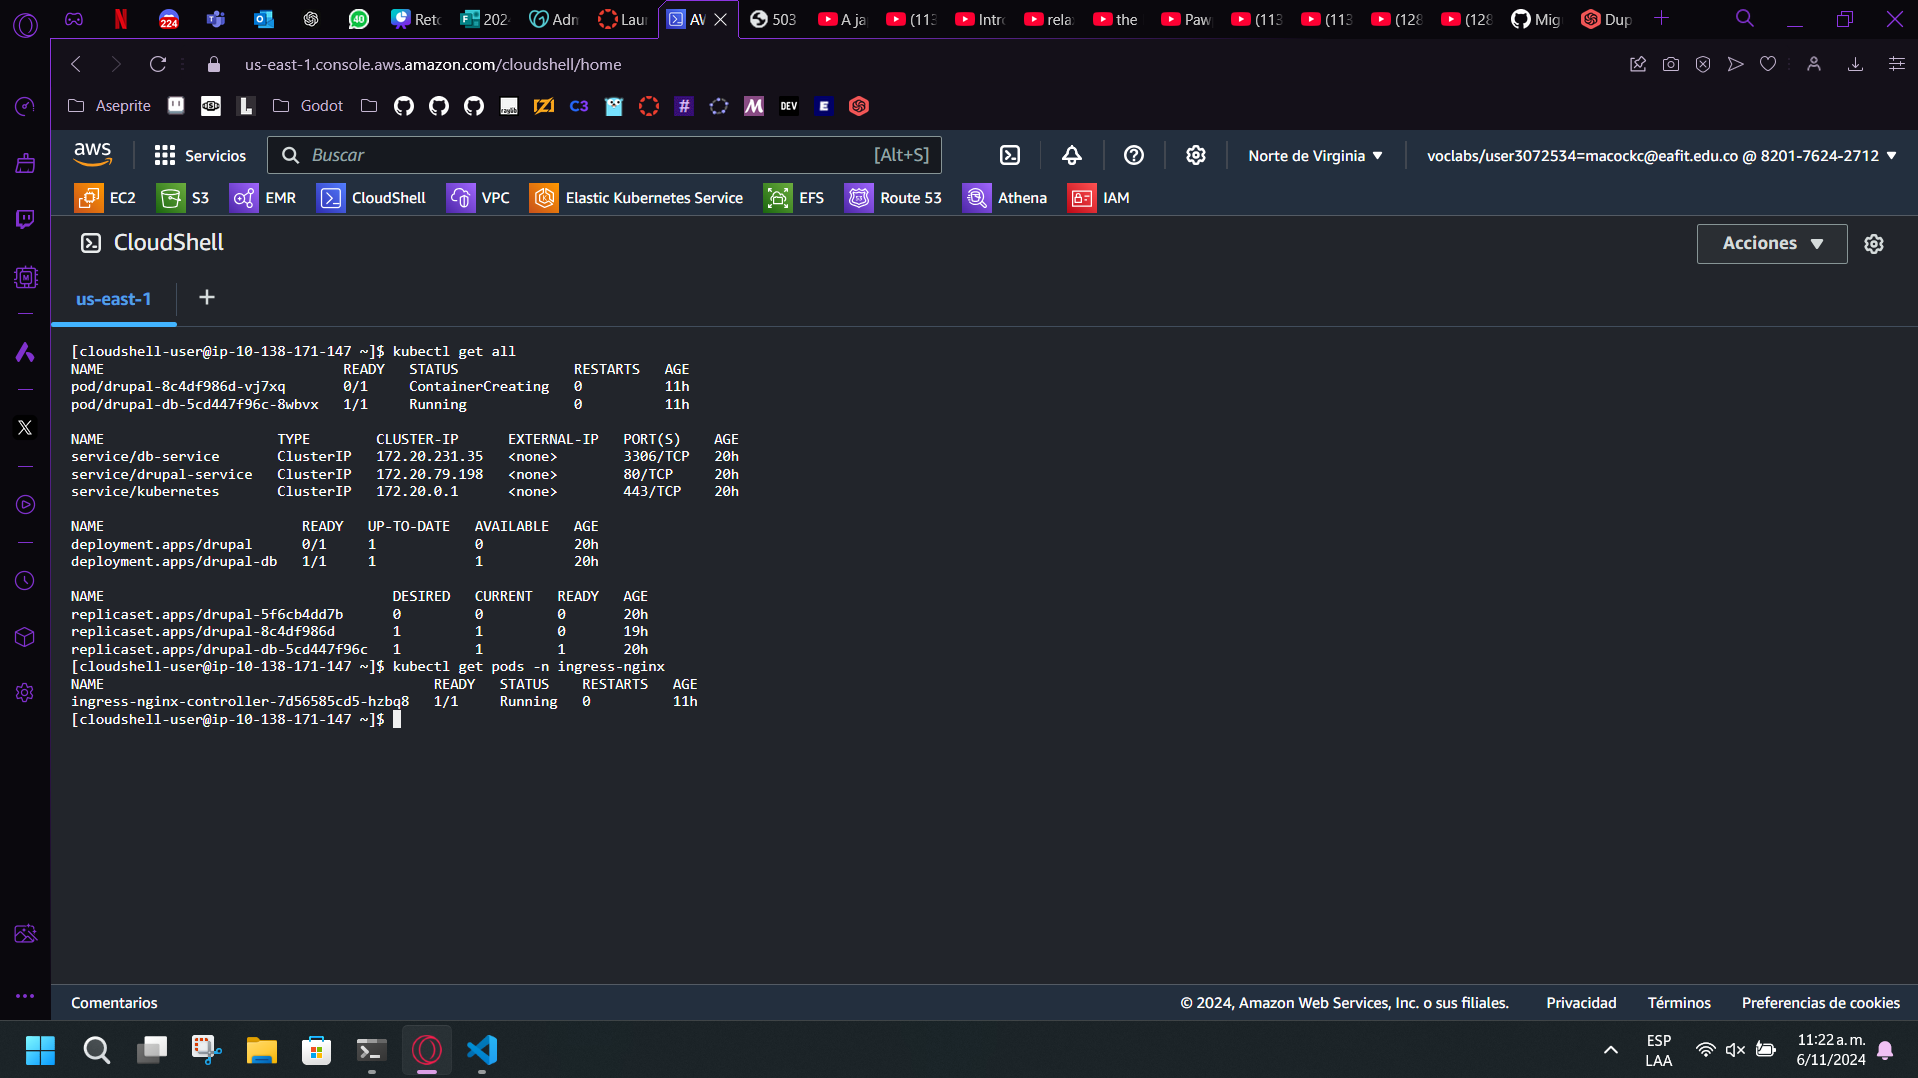 224
40
Reto
202
Adn
Laun
AV
503
A ja
(113
Intro
rela
the
Paw
(113
(113
(128
(128
Mig
Dup
us-east-1.console.aws.amazon.com/cloudshell/home
Aseprite
Godot
C3
#
M
DEV
E
aws
Servicios
Buscar
[Alt+S]
Norte de Virginia
voclabs/user3072534=macockc@eafit.edu.co @ 8201-7624-2712
EC2
S3
EMR
CloudShell
VPC
Elastic Kubernetes Service
EFS
Route 53
Athena
IAM
CloudShell
Acciones
us-east-1
[cloudshell-user@ip-10-138-171-147 ~]$ kubectl get all
NAME READY STATUS RESTARTS AGE
pod/drupal-8c4df986d-vj7xq 0/1 ContainerCreating 0 11h
pod/drupal-db-5cd447f96c-8wbvx 1/1 Running 0 11h
NAME TYPE CLUSTER-IP EXTERNAL-IP PORT(S) AGE
service/db-service ClusterIP 172.20.231.35 <none> 3306/TCP 20h
service/drupal-service ClusterIP 172.20.79.198 <none> 80/TCP 20h
service/kubernetes ClusterIP 172.20.0.1 <none> 443/TCP 20h
NAME READY UP-TO-DATE AVAILABLE AGE
deployment.apps/drupal 0/1 1 0 20h
deployment.apps/drupal-db 1/1 1 1 20h
NAME DESIRED CURRENT READY AGE
replicaset.apps/drupal-5f6cb4dd7b 0 0 0 20h
replicaset.apps/drupal-8c4df986d 1 1 0 19h
replicaset.apps/drupal-db-5cd447f96c 1 1 1 20h
[cloudshell-user@ip-10-138-171-147 ~]$ kubectl get pods -n ingress-nginx
NAME READY STATUS RESTARTS AGE
ingress-nginx-controller-7d56585cd5-hzbq8 1/1 Running 0 11h
[cloudshell-user@ip-10-138-171-147 ~]$
Comentarios
© 2024, Amazon Web Services, Inc. o sus filiales.
Privacidad
Términos
Preferencias de cookies
ESP
LAA
11:22 a. m.
6/11/2024